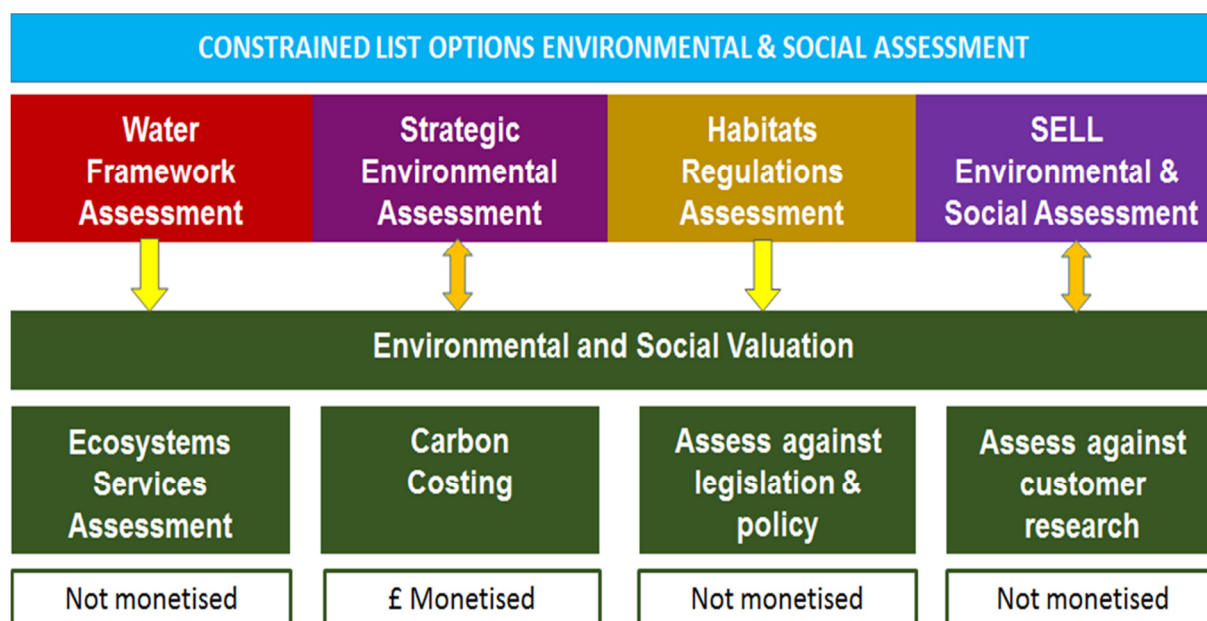 CONSTRAINED LIST OPTIONS ENVIRONMENTAL & SOCIAL ASSESSMENT
Water
Framework
Assessment
Strategic
Environmental
Assessment
Habitats
Regulations
Assessment
SELL
Environmental &
Social Assessment
Environmental and Social Valuation
Ecosystems
Services
Assessment
Carbon
Costing
Assess against
legislation &
policy
Assess against
customer
research
Not monetised
£ Monetised
Not monetised
Not monetised